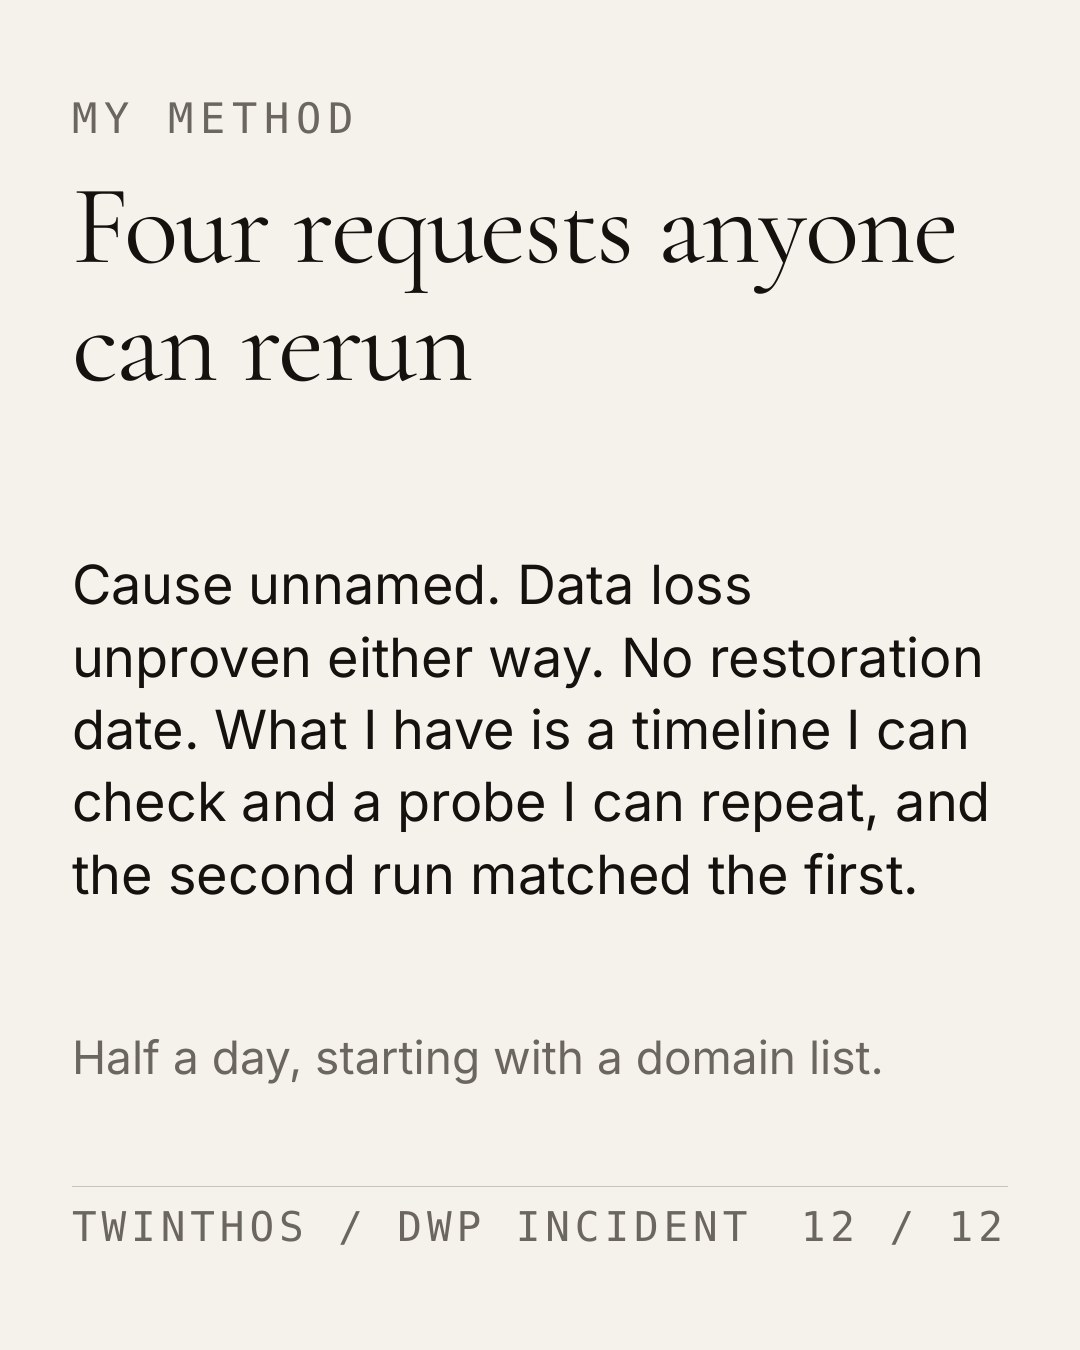 MY METHOD
Four requests anyone
can rerun
Cause unnamed. Data loss
unproven either way. No restoration
date. What I have is a timeline I can
check and a probe I can repeat, and
the second run matched the first.
Half a day, starting with a domain list.
TWINTHOS / DWP INCIDENT 12 / 12